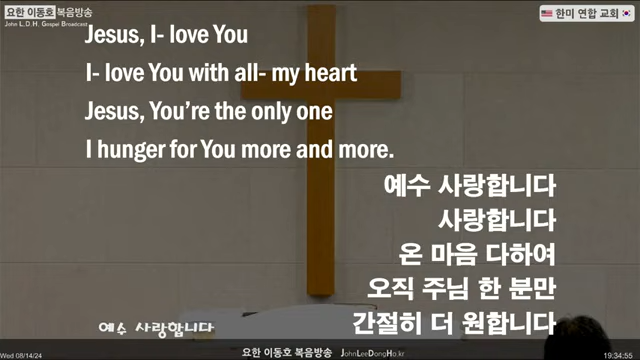 요한 이동호 복음방송
John L.D.H. Gospel Broadcast
한미 연합 교회
Jesus, I- love You
I- love You with all- my heart
Jesus, You're the only one
I hunger for You more and more.
예수 사랑합니다
사랑합니다
온 마음 다하여
오직 주님 한 분만
간절히 더 원합니다
예수 사랑합니다
Wed 08/14/24
요한 이동호 복음방송 JohnLeeDongHo.kr
19:34:55